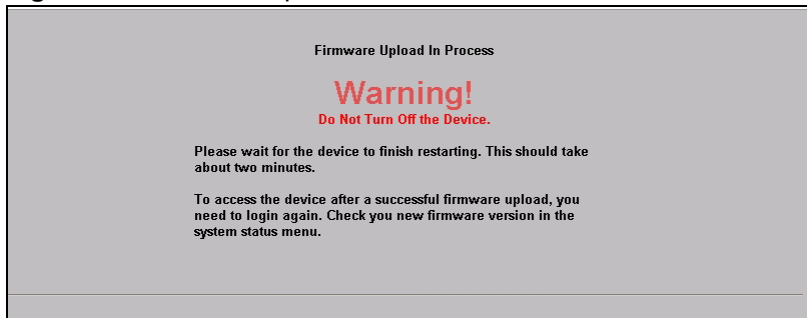 Firmware Upload In Process
Warning!
Do Not Turn Off the Device.
Please wait for the device to finish restarting. This should take
about two minutes.
To access the device after a successful firmware upload, you
need to login again. Check you new firmware version in the
system status menu.